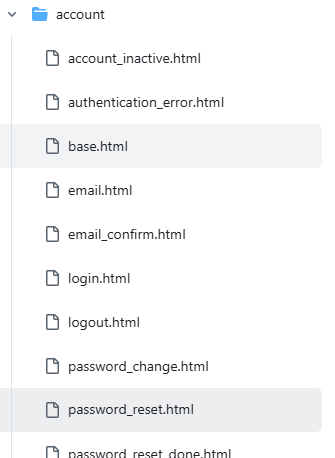 account
account_inactive.html
authentication_error.html
base.html
email.html
email_confirm.html
login.html
logout.html
password_change.html
password_reset.html
password_reset_done.html